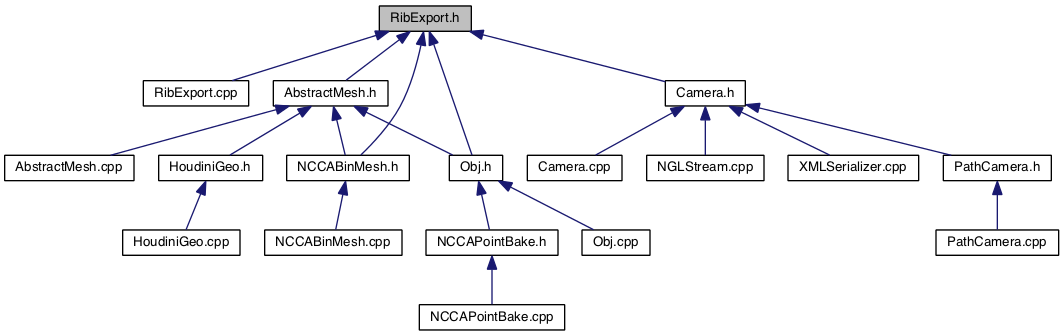 RibExport.h
RibExport.cpp
AbstractMesh.h
Camera.h
AbstractMesh.cpp
HoudiniGeo.h
NCCABinMesh.h
Obj.h
Camera.cpp
NGLStream.cpp
XMLSerializer.cpp
PathCamera.h
HoudiniGeo.cpp
NCCABinMesh.cpp
NCCAPointBake.h
Obj.cpp
PathCamera.cpp
NCCAPointBake.cpp